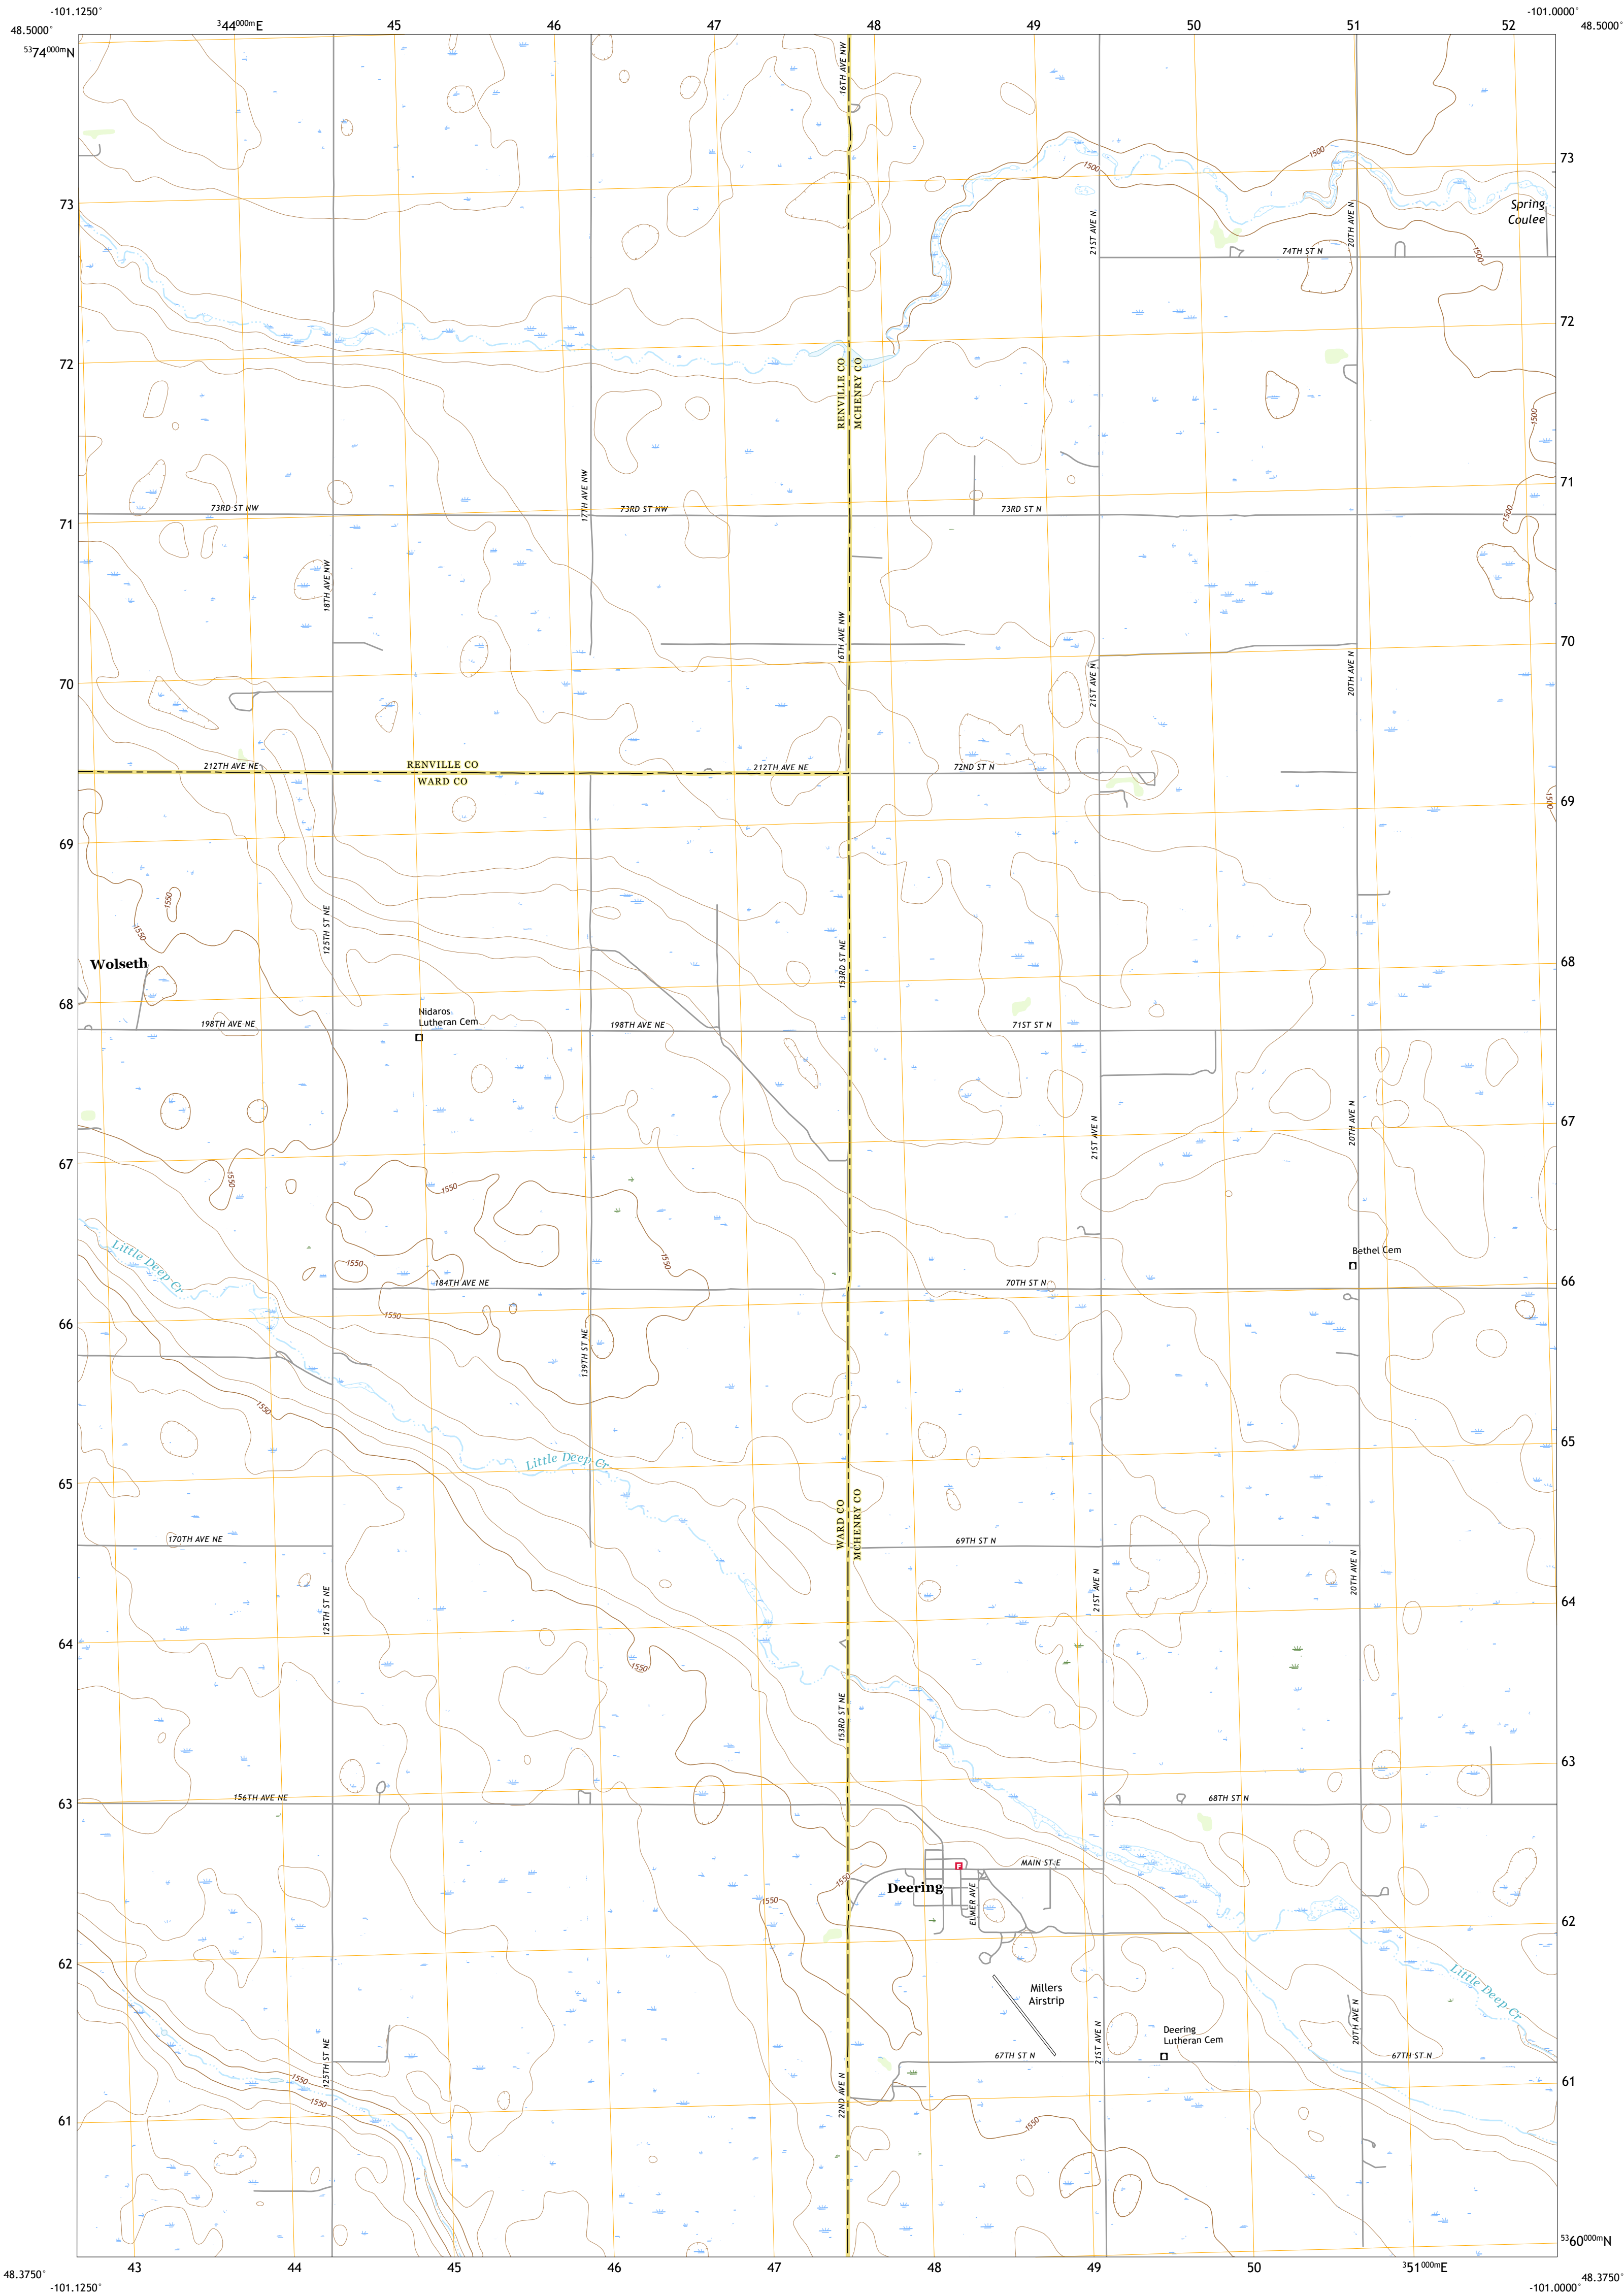 -101.1250°
48.5000°
³44⁰⁰⁰ᵐE
45
46
47
48
49
50
51
52
-101.0000°
48.5000°
⁵³74⁰⁰⁰ᵐN
16TH AVE NW
73
73
1500
1500
Spring
Coulee
21ST AVE N
20TH AVE N
74TH ST N
1500
72
72
RENVILLE CO
MCHENRY CO
1500
71
71
73RD ST NW
17TH AVE NW
73RD ST NW
73RD ST N
1500
18TH AVE NW
16TH AVE NW
70
70
21ST AVE N
20TH AVE N
212TH AVE NE
RENVILLE CO
WARD CO
212TH AVE NE
72ND ST N
1500
69
69
1550
1550
125TH ST NE
153RD ST NE
Wolseth
68
68
198TH AVE NE
Nidaros
Lutheran Cem
198TH AVE NE
71ST ST N
67
67
21ST AVE N
20TH AVE N
1550
1550
Little Deep Cr
1550
1550
Bethel Cem
184TH AVE NE
70TH ST N
66
66
1550
139TH ST NE
1550
65
65
Little Deep Cr
WARD CO
MCHENRY CO
170TH AVE NE
69TH ST N
125TH ST NE
21ST AVE N
20TH AVE N
64
64
1550
153RD ST NE
63
63
156TH AVE NE
68TH ST N
MAIN ST E
F
Deering
ELMER AVE
1550
1550
62
62
Little Deep Cr
Millers
Airstrip
20TH AVE N
Deering
Lutheran Cem
125TH ST NE
21ST AVE N
67TH ST N
67TH ST N
1550
1550
22ND AVE N
1550
61
61
⁵³60⁰⁰⁰ᵐN
43
44
45
46
47
48
49
50
³51⁰⁰⁰ᵐE
48.3750°
-101.1250°
48.3750°
-101.0000°